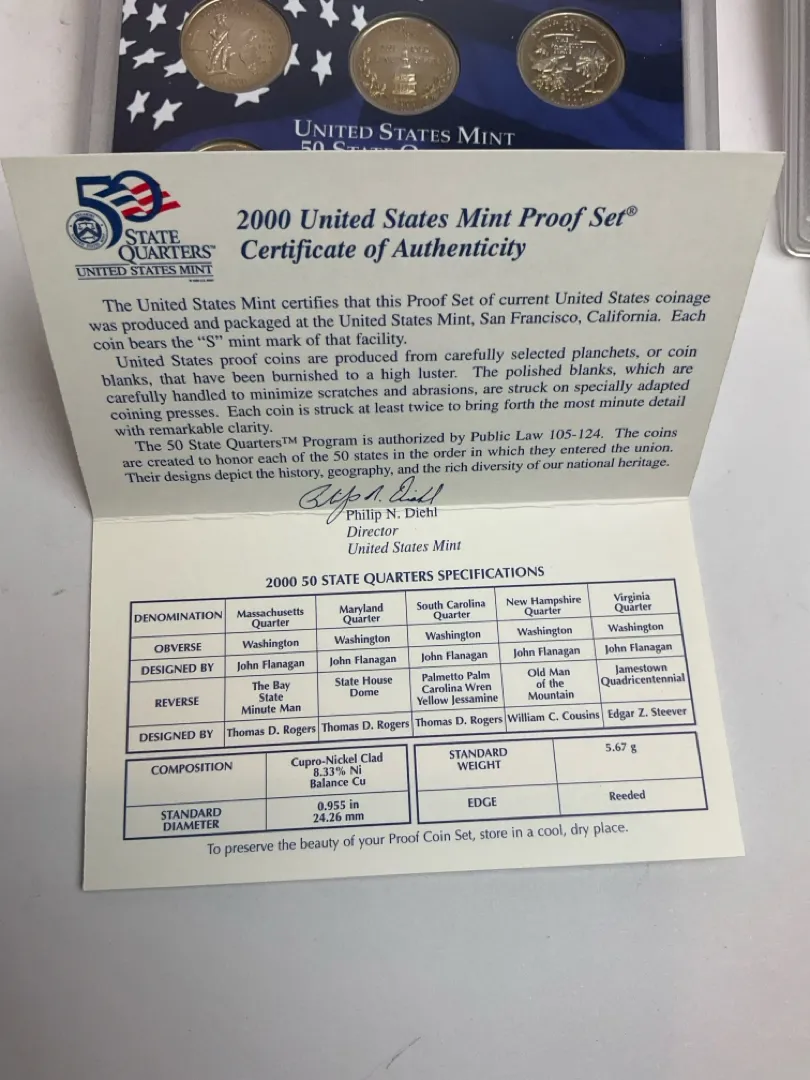 UNITED STATES MINT
50 STATE QUARTERS™
UNITED STATES MINT
2000 United States Mint Proof Set®
Certificate of Authenticity
The United States Mint certifies that this Proof Set of current United States coinage
was produced and packaged at the United States Mint, San Francisco, California. Each
coin bears the “S” mint mark of that facility.
United States proof coins are produced from carefully selected planchets, or coin
blanks, that have been burnished to a high luster. The polished blanks, which are
carefully handled to minimize scratches and abrasions, are struck on specially adapted
coining presses. Each coin is struck at least twice to bring forth the most minute detail
with remarkable clarity.
The 50 State Quarters™ Program is authorized by Public Law 105-124. The coins
are created to honor each of the 50 states in the order in which they entered the union.
Their designs depict the history, geography, and the rich diversity of our national heritage.
Philip N. Diehl
Philip N. Diehl
Director
United States Mint
2000 50 STATE QUARTERS SPECIFICATIONS
DENOMINATION Massachusetts Quarter Maryland Quarter South Carolina Quarter New Hampshire Quarter Virginia Quarter
OBVERSE Washington Washington Washington Washington Washington
DESIGNED BY John Flanagan John Flanagan John Flanagan John Flanagan John Flanagan
REVERSE The Bay State Minute Man State House Dome Palmetto Palm Carolina Wren Yellow Jessamine Old Man of the Mountain Jamestown Quadricentennial
DESIGNED BY Thomas D. Rogers Thomas D. Rogers Thomas D. Rogers William C. Cousins Edgar Z. Steever
COMPOSITION Cupro-Nickel Clad 8.33% Ni Balance Cu STANDARD WEIGHT 5.67 g
STANDARD DIAMETER 0.955 in 24.26 mm EDGE Reeded
To preserve the beauty of your Proof Coin Set, store in a cool, dry place.